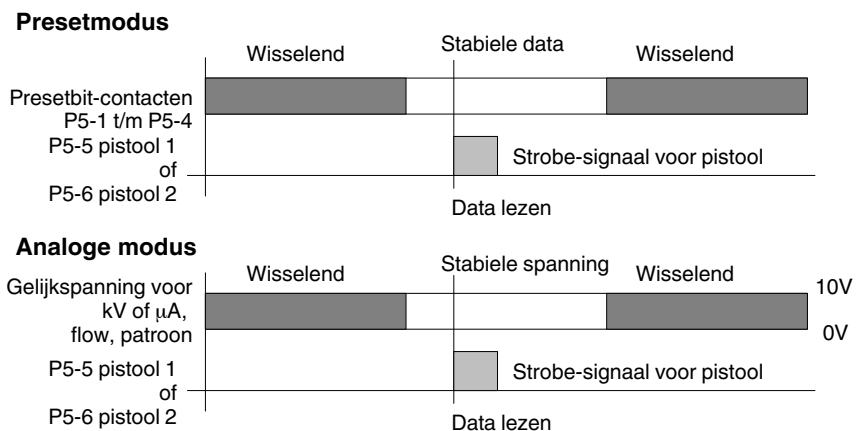 Presetmodus
Wisselend
Stabiele data
Wisselend
Presetbit-contacten
P5-1 t/m P5-4
P5-5 pistool 1
of
P5-6 pistool 2
Strobe-signaal voor pistool
Data lezen
Analoge modus
Wisselend
Stabiele spanning
Wisselend
Gelijkspanning voor
kV of µA,
flow, patroon
10V
0V
P5-5 pistool 1
of
P5-6 pistool 2
Strobe-signaal voor pistool
Data lezen